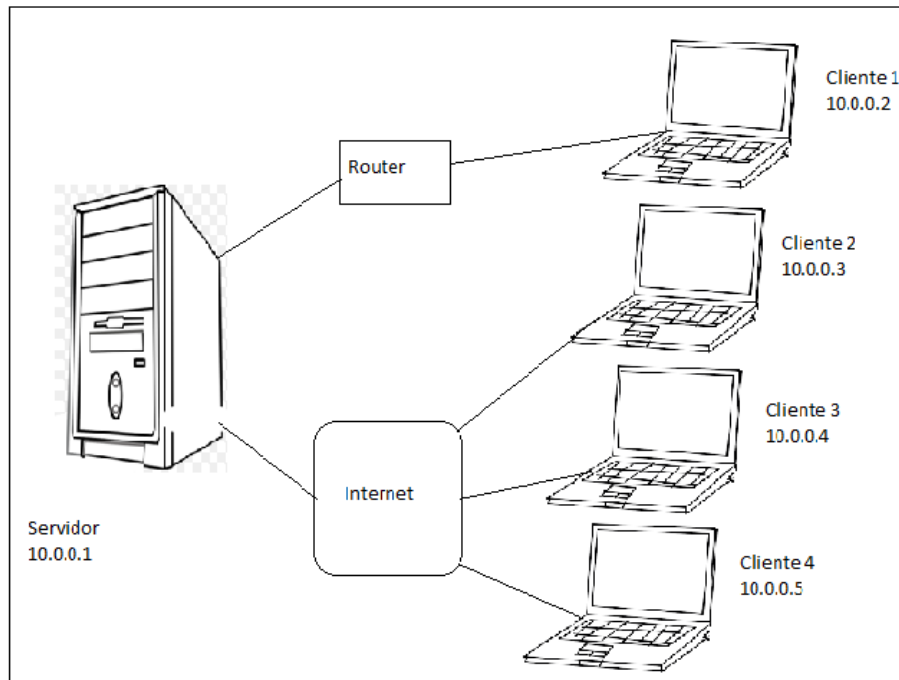 Cliente 1
10.0.0.2
Router
Cliente 2
10.0.0.3
Cliente 3
10.0.0.4
Internet
Servidor
10.0.0.1
Cliente 4
10.0.0.5